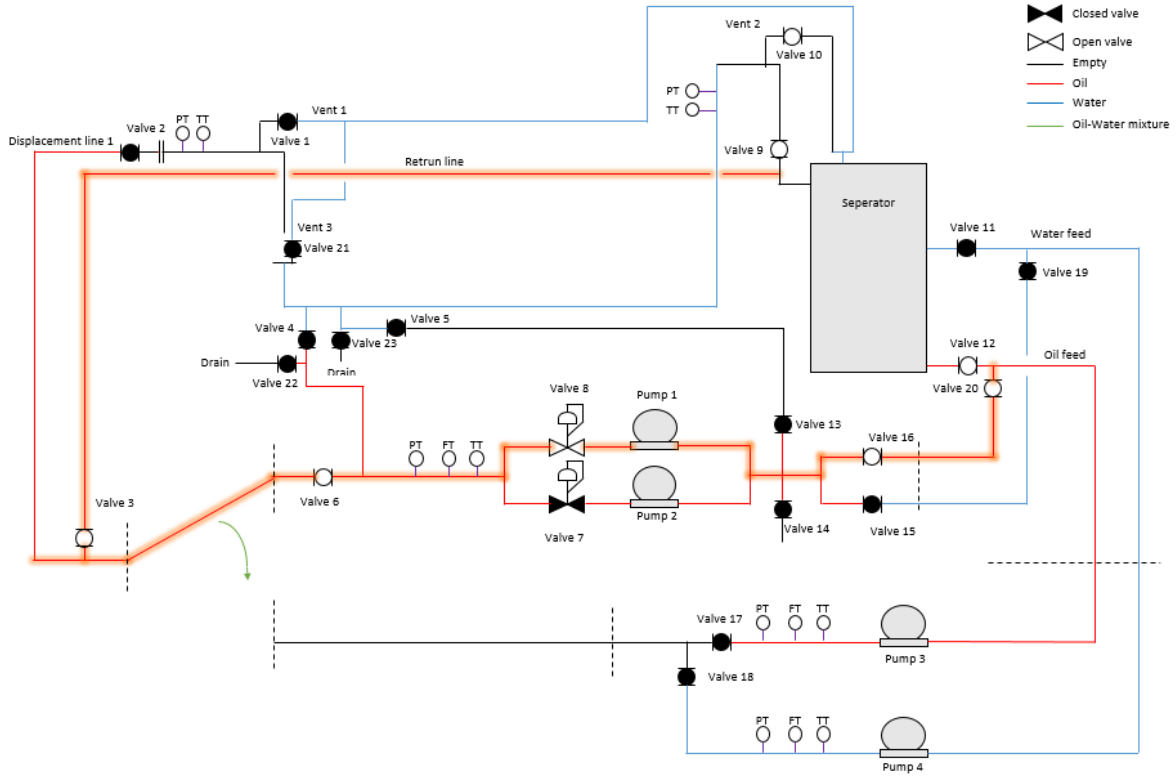 Vent 2
Closed valve
Valve 10
Open valve
Empty
PT
Oil
TT
Water
Oil-Water mixture
Vent 1
PT
TT
Valve 2
Displacement line 1
Valve 1
Valve 9
Retrun line
Seperator
Vent 3
Valve 21
Valve 11
Water feed
Valve 19
Valve 4
Valve 5
Valve 23
Drain
Valve 22
Drain
Valve 12
Oil feed
Valve 20
Valve 8
Pump 1
Valve 13
Valve 16
PT
FT
TT
Valve 6
Pump 2
Valve 3
Valve 7
Valve 14
Valve 15
Valve 17
PT
FT
TT
Pump 3
Valve 18
PT
FT
TT
Pump 4